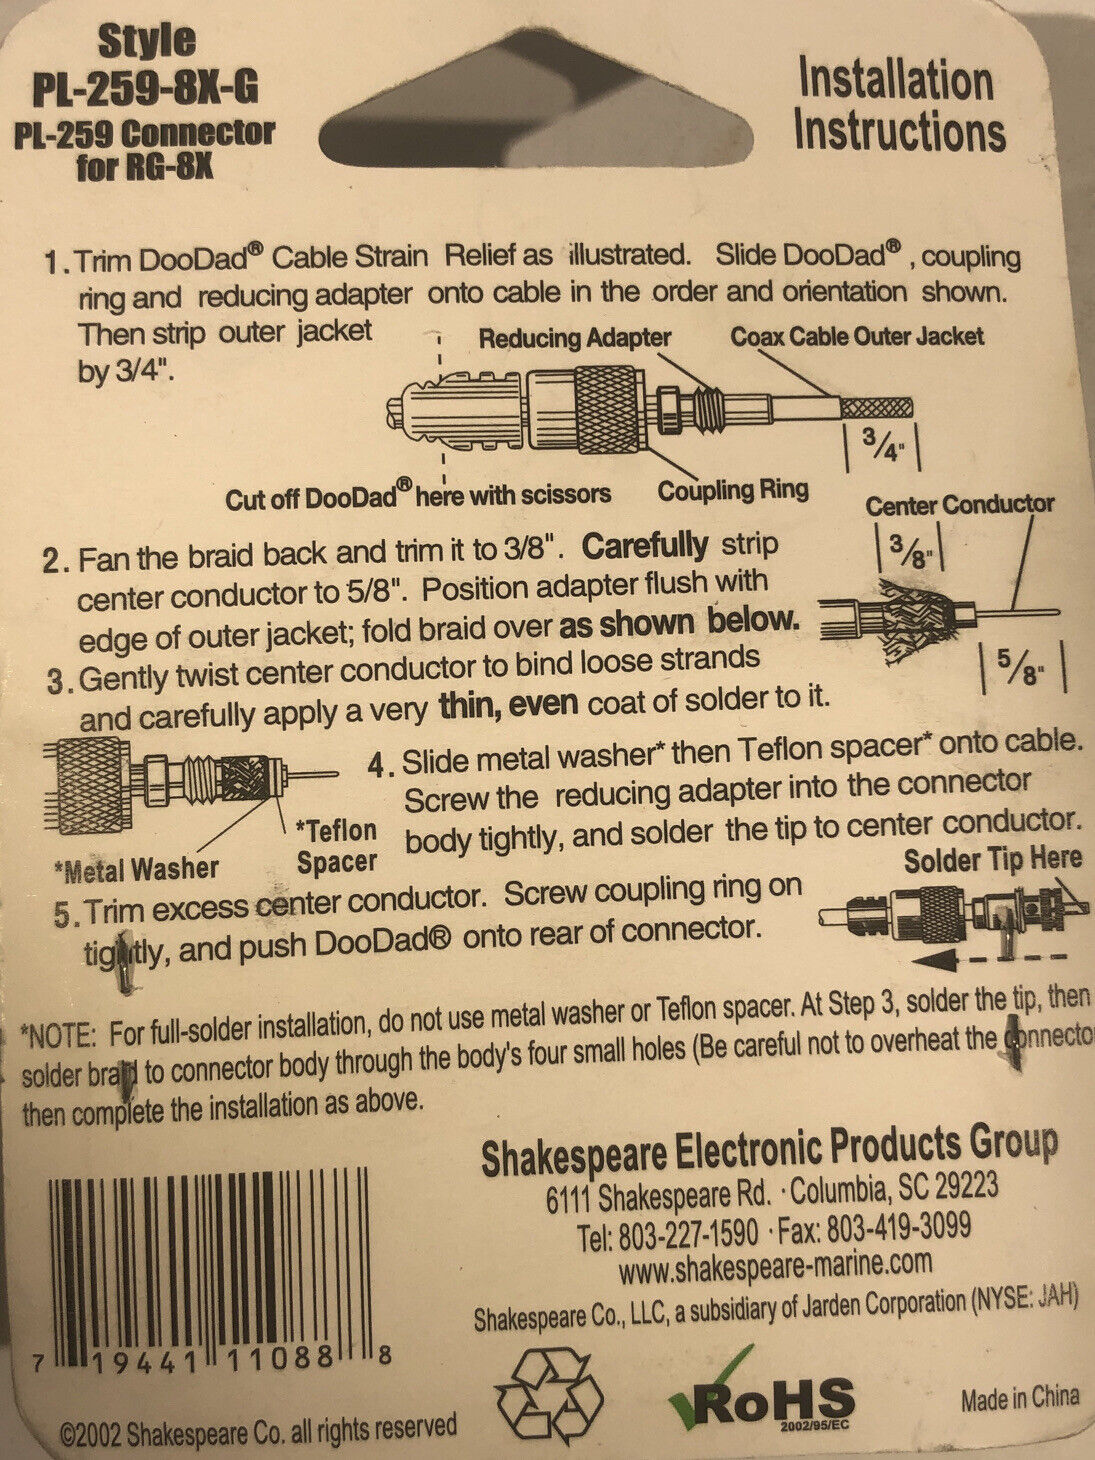 Style
PL-259-8X-G
PL-259 Connector
for RG-8X
Installation
Instructions
1. Trim DooDad® Cable Strain Relief as illustrated. Slide DooDad®, coupling
ring and reducing adapter onto cable in the order and orientation shown.
Then strip outer jacket
by 3/4".
Reducing Adapter
Coax Cable Outer Jacket
3/4"
Cut off DooDad® here with scissors
Coupling Ring
Center Conductor
3/8"
2. Fan the braid back and trim it to 3/8". Carefully strip
center conductor to 5/8". Position adapter flush with
edge of outer jacket; fold braid over as shown below.
5/8"
3. Gently twist center conductor to bind loose strands
and carefully apply a very thin, even coat of solder to it.
4. Slide metal washer* then Teflon spacer* onto cable.
Screw the reducing adapter into the connector
body tightly, and solder the tip to center conductor.
*Teflon
Spacer
*Metal Washer
Solder Tip Here
5. Trim excess center conductor. Screw coupling ring on
tightly, and push DooDad® onto rear of connector.
*NOTE: For full-solder installation, do not use metal washer or Teflon spacer. At Step 3, solder the tip, then
solder braid to connector body through the body's four small holes (Be careful not to overheat the connecto
then complete the installation as above.
Shakespeare Electronic Products Group
6111 Shakespeare Rd. · Columbia, SC 29223
Tel: 803-227-1590 · Fax: 803-419-3099
www.shakespeare-marine.com
Shakespeare Co., LLC, a subsidiary of Jarden Corporation (NYSE: JAH)
7 19441 11088 8
RoHS
2002/95/EC
Made in China
©2002 Shakespeare Co. all rights reserved